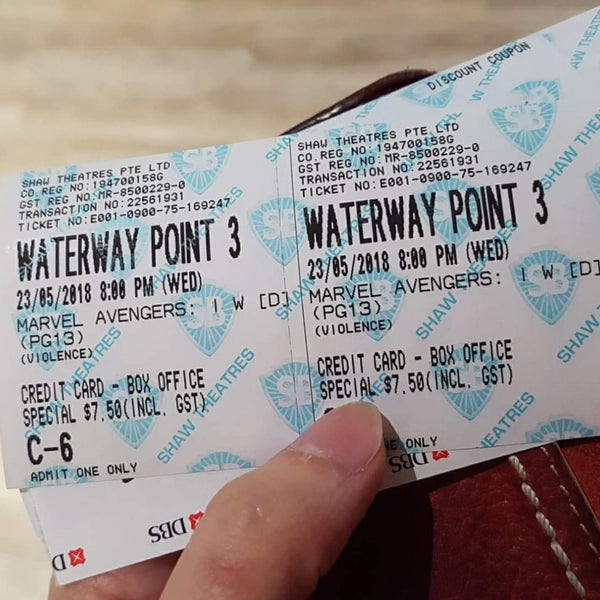 DISCOUNT COUPON
SHAW THEATRES PTE LTD
CO.REG NO:194700158G
GST REG NO:MR-8500229-0
TRANSACTION NO:22561931
TICKET NO:E001-0900-75-169247
WATERWAY POINT 3
23/05/2018 8:00 PM (WED)
MARVEL AVENGERS: I W [D]
(PG13)
(VIOLENCE)
CREDIT CARD - BOX OFFICE
SPECIAL $7.50(INCL. GST)
C-6
ADMIT ONE ONLY
SHAW THEATRES PTE LTD
CO.REG NO:194700158G
GST REG NO:MR-8500229-0
TRANSACTION NO:22561931
TICKET NO:E001-0900-75-169247
WATERWAY POINT 3
23/05/2018 8:00 PM (WED)
MARVEL AVENGERS: I W [D]
(PG13)
(VIOLENCE)
CREDIT CARD - BOX OFFICE
SPECIAL $7.50(INCL. GST)
NE ONLY
SHAW THEATRES
SHAW THEATRES
DBS
DBS